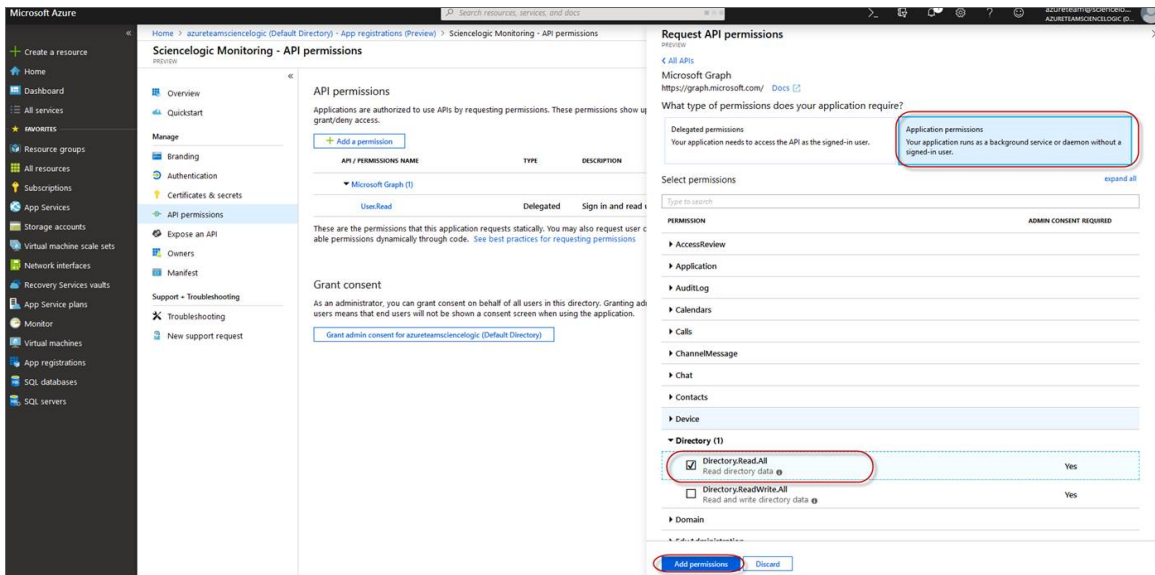 Microsoft Azure
Search resources, services, and docs
azureteam@sciencelo...
AZURETEAMSCIENCELOGIC (D...
Create a resource
Home
Dashboard
All services
FAVORITES
Resource groups
All resources
Subscriptions
App Services
Storage accounts
Virtual machine scale sets
Network interfaces
Recovery Services vaults
App Service plans
Monitor
Virtual machines
App registrations
SQL databases
SQL servers
Home > azureteamsciencelogic (Default Directory) - App registrations (Preview) > Sciencelogic Monitoring - API permissions
Sciencelogic Monitoring - API permissions
PREVIEW
Overview
Quickstart
Manage
Branding
Authentication
Certificates & secrets
API permissions
Expose an API
Owners
Manifest
Support + Troubleshooting
Troubleshooting
New support request
API permissions
Applications are authorized to use APIs by requesting permissions. These permissions show up
grant/deny access.
+ Add a permission
API / PERMISSIONS NAME TYPE DESCRIPTION
Microsoft Graph (1)
User.Read Delegated Sign in and read
These are the permissions that this application requests statically. You may also request user c
able permissions dynamically through code. See best practices for requesting permissions
Grant consent
As an administrator, you can grant consent on behalf of all users in this directory. Granting ad
users means that end users will not be shown a consent screen when using the application.
Grant admin consent for azureteamsciencelogic (Default Directory)
Request API permissions
PREVIEW
All APIs
Microsoft Graph
https://graph.microsoft.com/ Docs
What type of permissions does your application require?
Delegated permissions
Your application needs to access the API as the signed-in user.
Application permissions
Your application runs as a background service or daemon without a
signed-in user.
Select permissions expand all
Type to search
PERMISSION ADMIN CONSENT REQUIRED
AccessReview
Application
AuditLog
Calendars
Calls
ChannelMessage
Chat
Contacts
Device
Directory (1)
Directory.Read.All
Read directory data
Yes
Directory.ReadWrite.All
Read and write directory data
Yes
Domain
Add permissions Discard